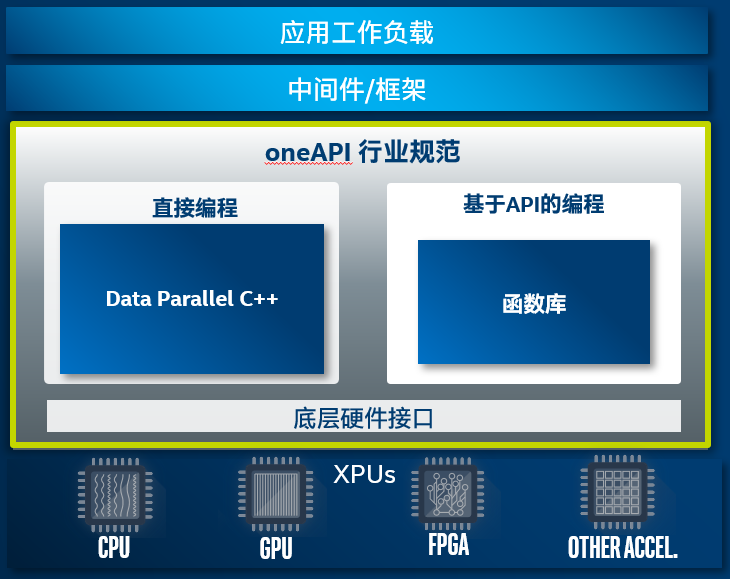 应用工作负载
中间件/框架
oneAPI 行业规范
直接编程
Data Parallel C++
基于API的编程
函数库
底层硬件接口
XPUs
CPU
GPU
FPGA
OTHER ACCEL.